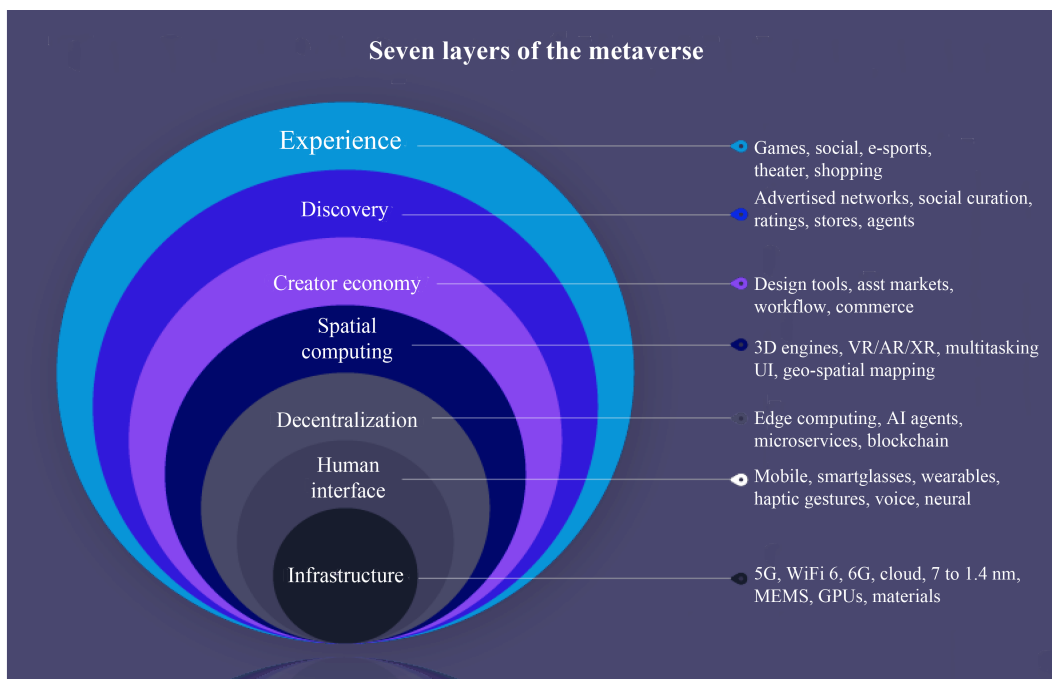 Seven layers of the metaverse
Experience
Games, social, e-sports,
theater, shopping
Discovery
Advertised networks, social curation,
ratings, stores, agents
Creator economy
Design tools, asst markets,
workflow, commerce
Spatial
computing
3D engines, VR/AR/XR, multitasking
UI, geo-spatial mapping
Decentralization
Edge computing, AI agents,
microservices, blockchain
Human
interface
Mobile, smartglasses, wearables,
haptic gestures, voice, neural
Infrastructure
5G, WiFi 6, 6G, cloud, 7 to 1.4 nm,
MEMS, GPUs, materials